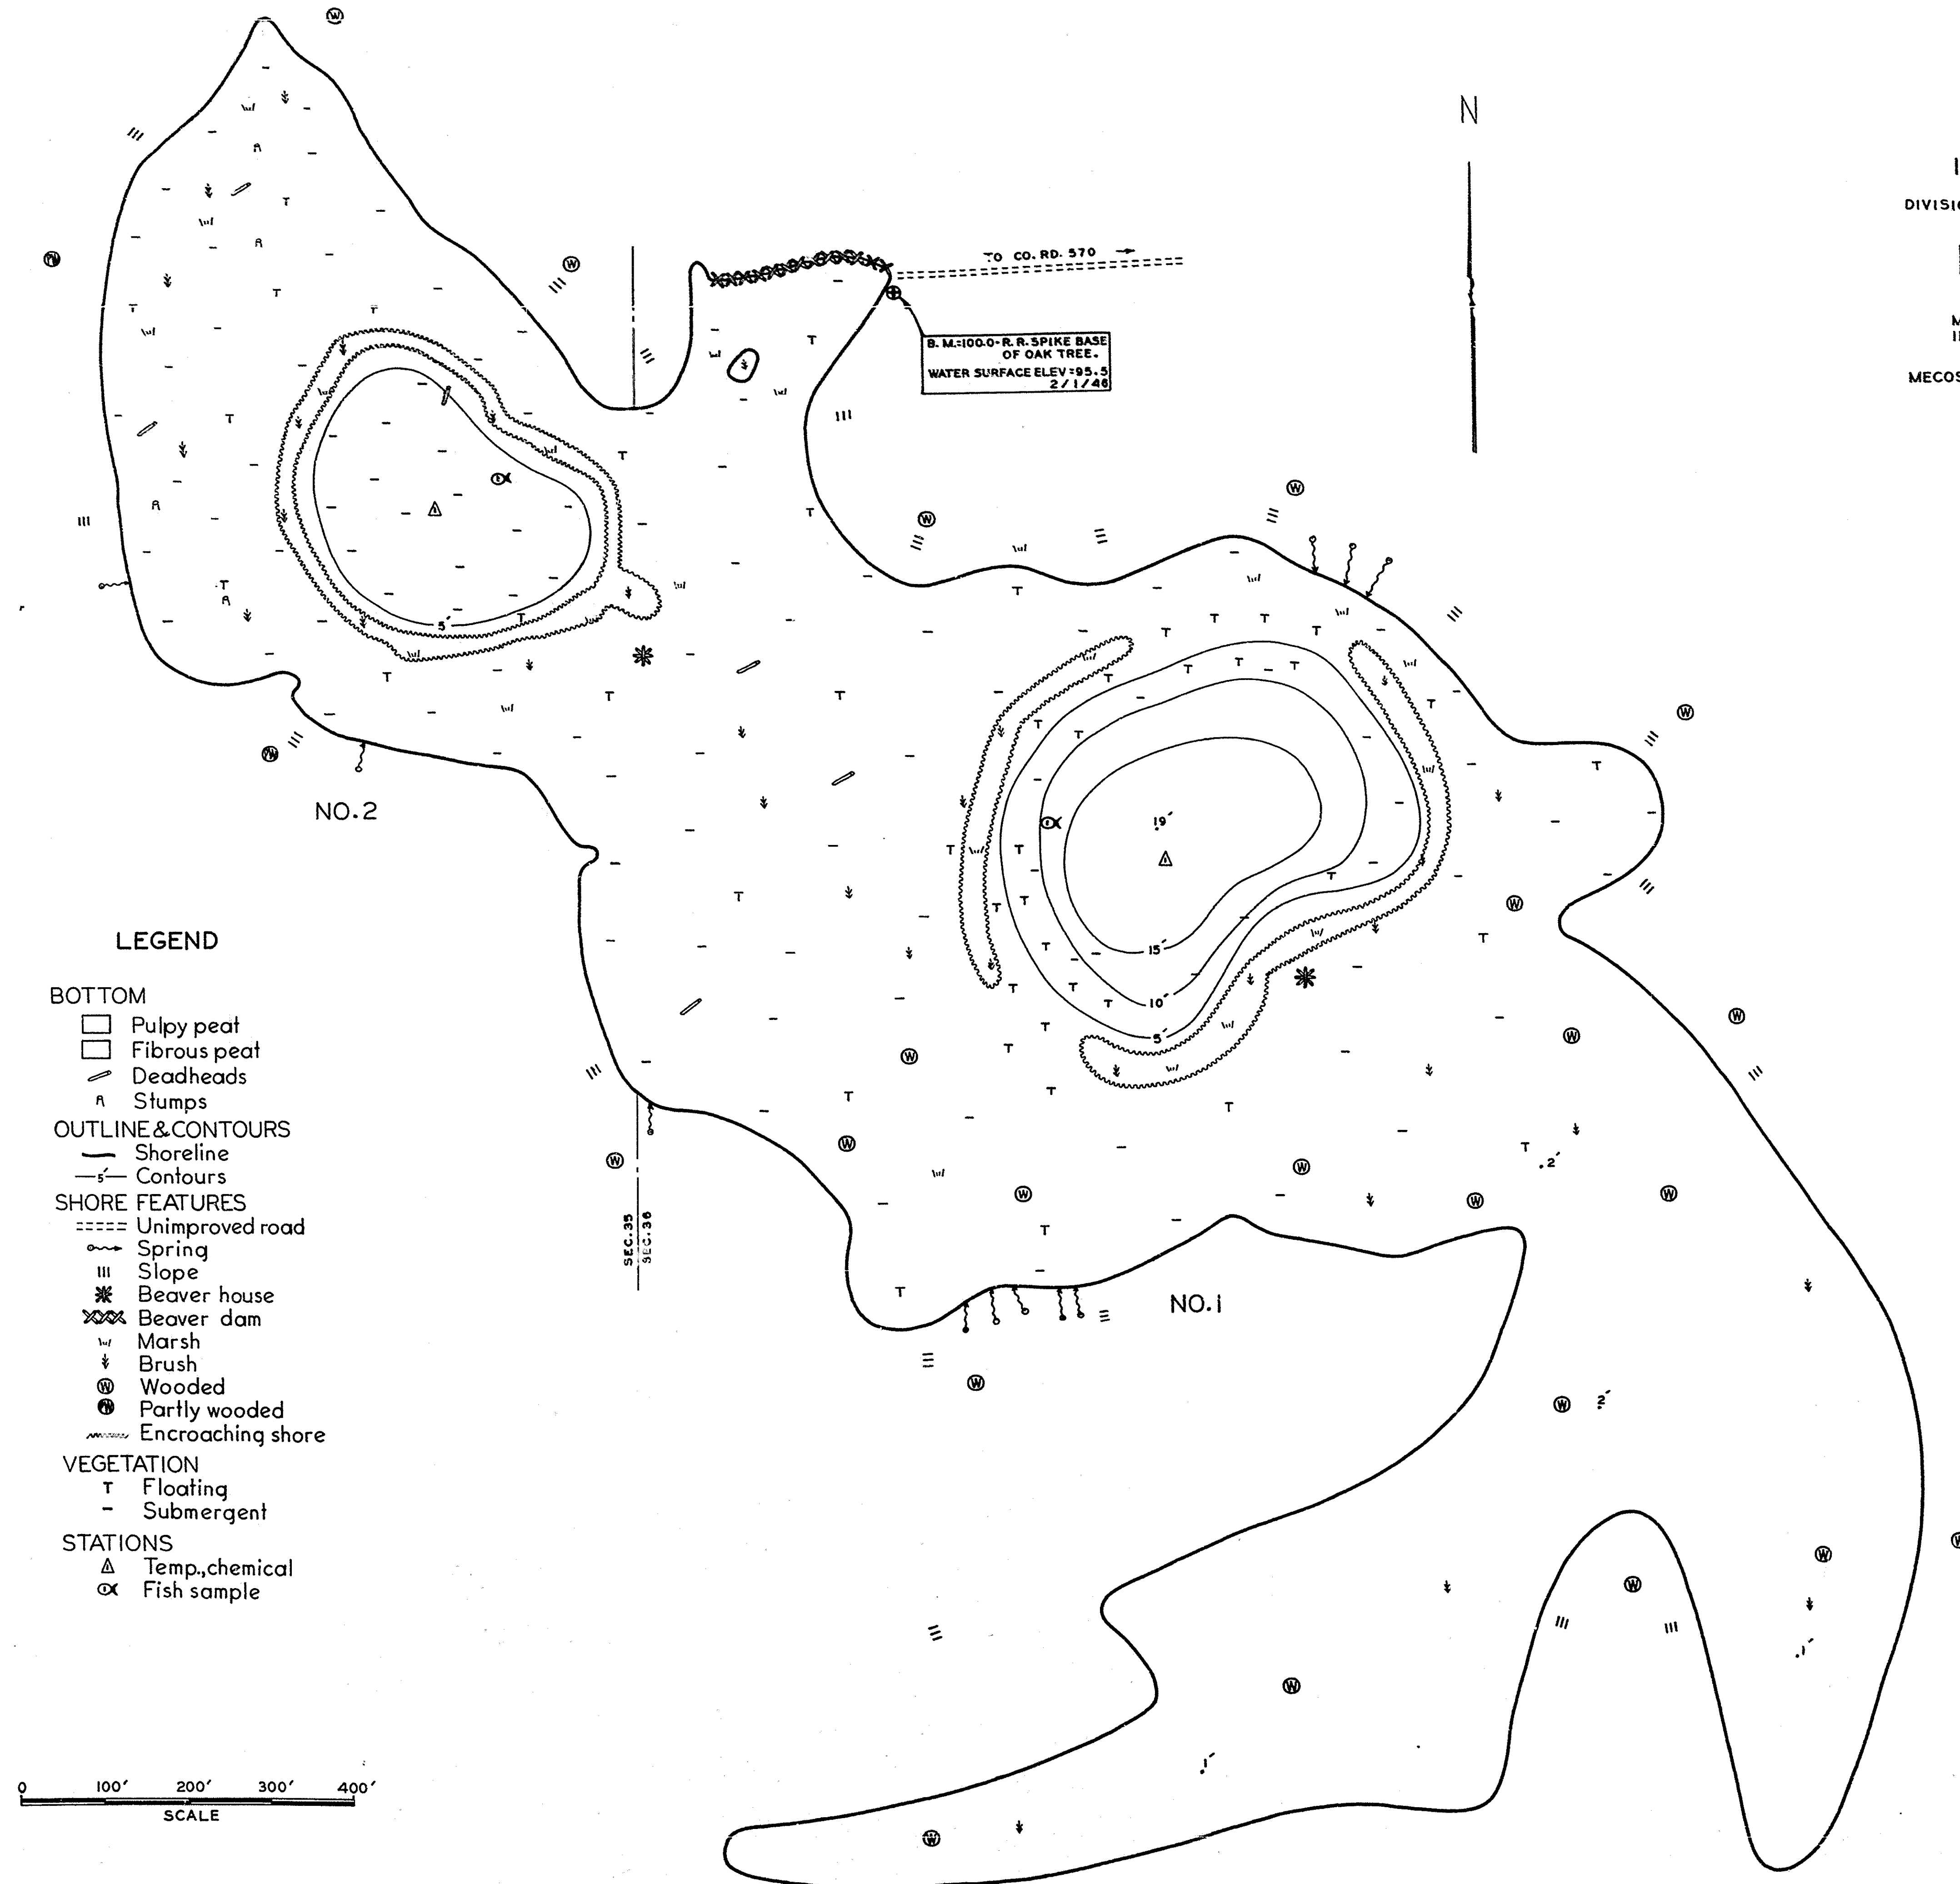 N
DIVISI
MECOS
TO CO. RD. 570
B. M.=100.0-R. R. SPIKE BASE
OF OAK TREE.
WATER SURFACE ELEV=95.5
2/1/46
5'
19'
15'
10'
5'
NO.2
NO.1
2'
2'
1'
1'
SEC.35
SEC.36
LEGEND
BOTTOM
Pulpy peat
Fibrous peat
Deadheads
Stumps
OUTLINE&CONTOURS
Shoreline
5' Contours
SHORE FEATURES
Unimproved road
Spring
Slope
Beaver house
Beaver dam
Marsh
Brush
W Wooded
PW Partly wooded
Encroaching shore
VEGETATION
T Floating
Submergent
STATIONS
Temp.,chemical
Fish sample
0 100' 200' 300' 400'
SCALE